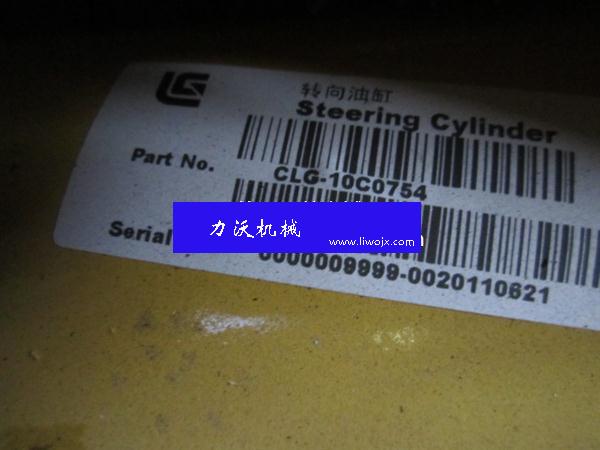 转向油缸
Steering Cylinder
Part No.
CLG-10C0754
力沃机械
www.liwojx.com
Serial
0000009999-0020110621